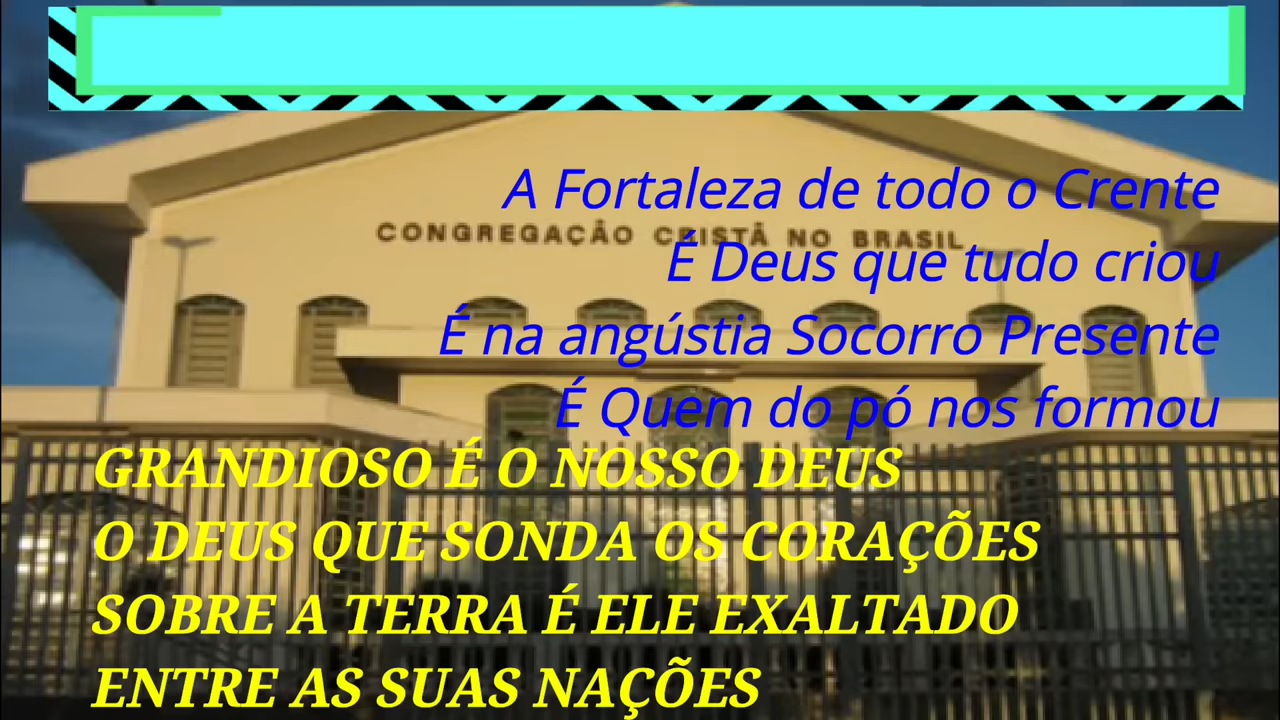 A Fortaleza de todo o Crente
CONGREGAÇÃO CRISTÃ NO BRASIL
É Deus que tudo criou
É na angústia Socorro Presente
É Quem do pó nos formou
GRANDIOSO É O NOSSO DEUS
O DEUS QUE SONDA OS CORAÇÕES
SOBRE A TERRA É ELE EXALTADO
ENTRE AS SUAS NAÇÕES